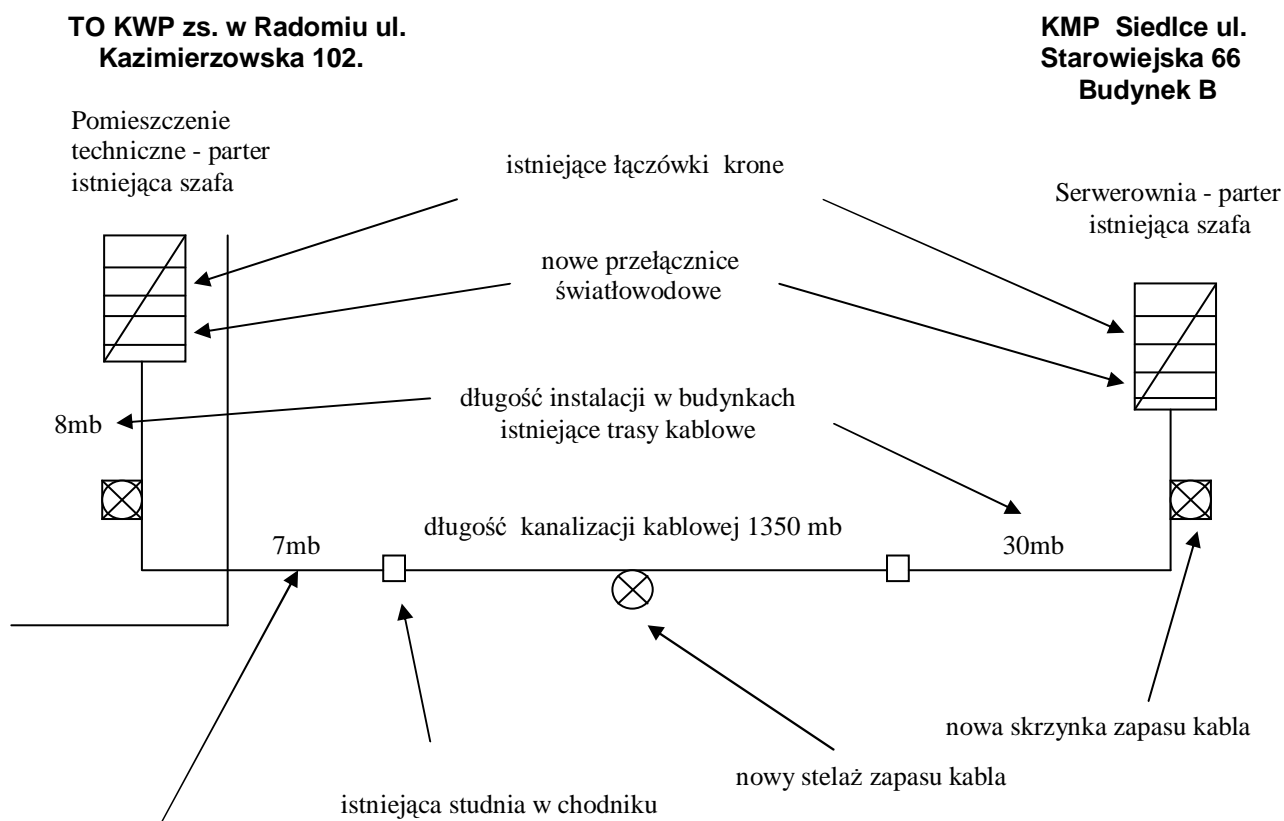 TO KWP zs. w Radomiu ul.
Kazimierzowska 102.
KMP Siedlce ul.
Starowiejska 66
Budynek B
Pomieszczenie
techniczne - parter
istniejąca szafa
istniejące łączówki krone
Serwerownia - parter
istniejąca szafa
nowe przełącznice
światłowodowe
8mb
długość instalacji w budynkach
istniejące trasy kablowe
7mb
długość kanalizacji kablowej 1350 mb
30mb
nowa skrzynka zapasu kabla
nowy stelaż zapasu kabla
istniejąca studnia w chodniku